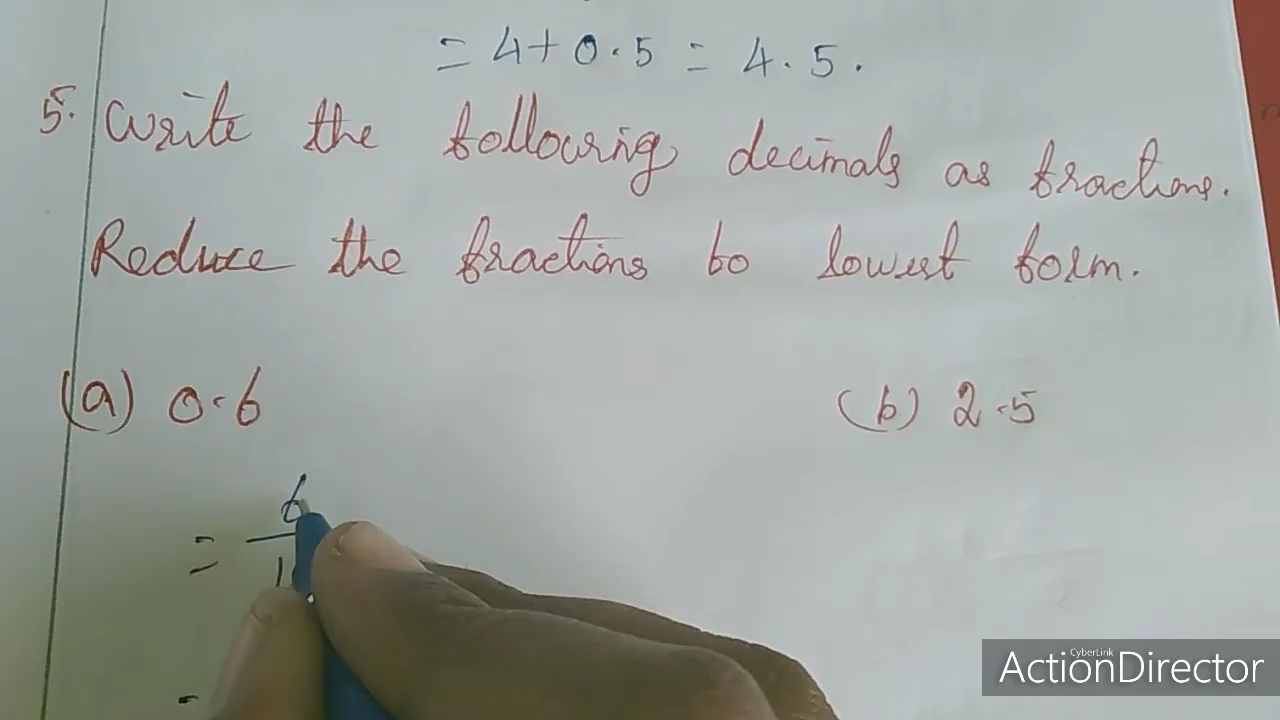 = 4+0.5 = 4.5.
5. Write the following decimals as fractions.
Reduce the fractions to lowest form.
(a) 0.6 (b) 2.5
= 6
1
CyberLink
ActionDirector